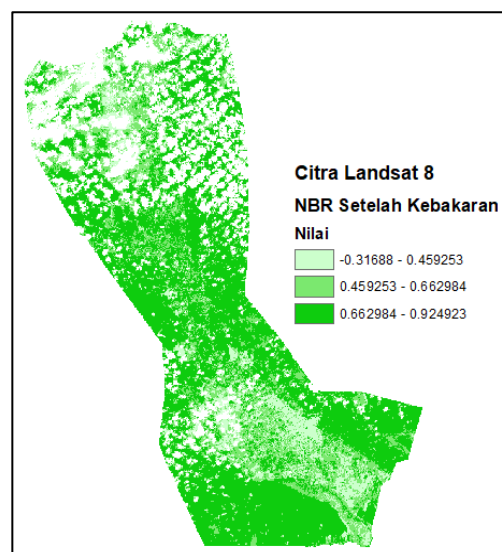 Citra Landsat 8
NBR Setelah Kebakaran
Nilai
-0.31688 - 0.459253
0.459253 - 0.662984
0.662984 - 0.924923